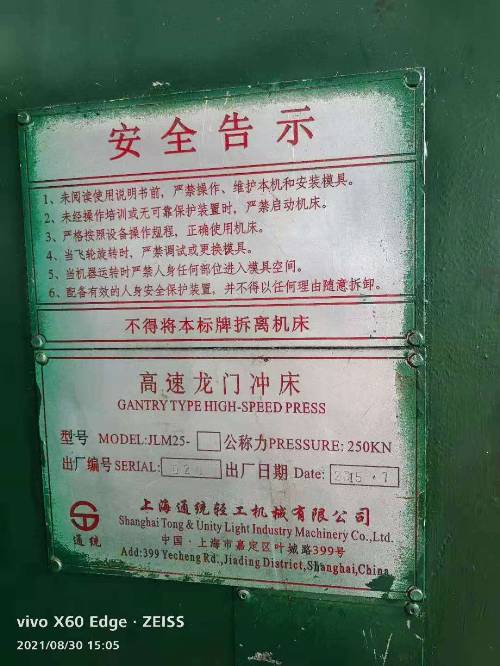 安全告示
1、未阅读使用说明书前，严禁操作、维护本机和安装模具。
2、未经操作培训或无可靠保护装置时，严禁启动机床。
3、严格按照设备操作规程，正确使用机床。
4、当飞轮旋转时，严禁调试或更换模具。
5、当机器运转时严禁人身任何部位进入模具空间。
6、配备有效的人身安全保护装置，并不得以任何理由随意拆卸.
不得将本标牌拆离机床
高速龙门冲床
GANTRY TYPE HIGH-SPEED PRESS
型号 MODEL:JLM25- 公称力PRESSURE: 250KN
出厂编号SERIAL: 出厂日期 Date:
上海通统轻工机械有限公司
Shanghai Tong & Unity Light Industry Machinery Co.,Ltd.
通统
中国·上海市嘉定区叶城路399号
Add:399 Yecheng Rd.,Jiading District,Shanghai,China
vivo X60 Edge · ZEISS
2021/08/30 15:05